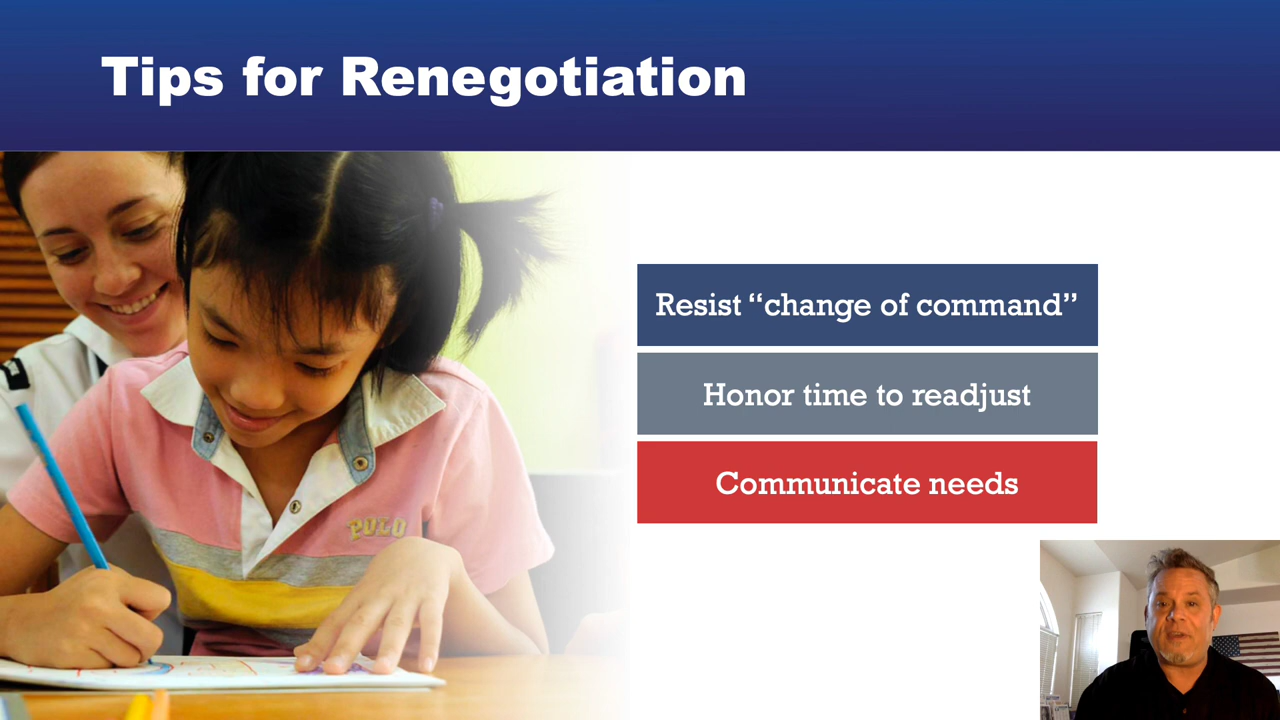 Tips for Renegotiation
Resist “change of command”
Honor time to readjust
Communicate needs
POLO